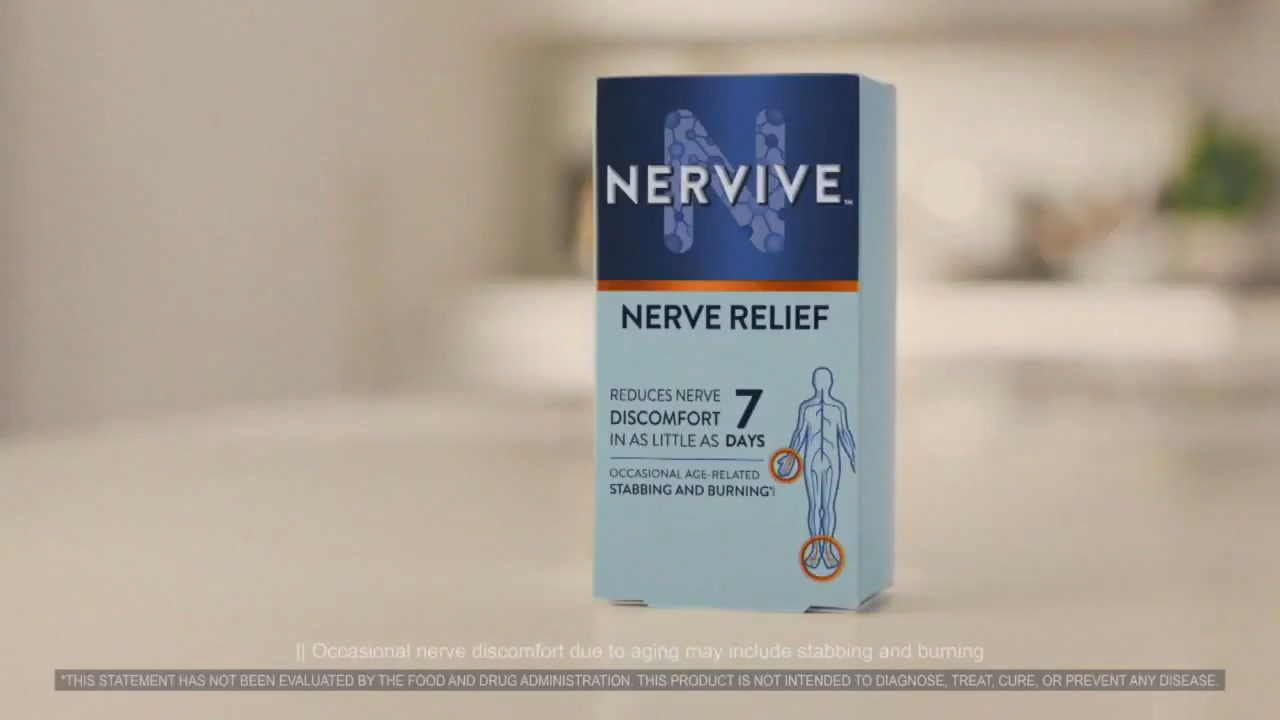 NERVIVE™
NERVE RELIEF
REDUCES NERVE
DISCOMFORT
IN AS LITTLE AS
7
DAYS
OCCASIONAL AGE-RELATED
STABBING AND BURNING*||
|| Occasional nerve discomfort due to aging may include stabbing and burning
*THIS STATEMENT HAS NOT BEEN EVALUATED BY THE FOOD AND DRUG ADMINISTRATION. THIS PRODUCT IS NOT INTENDED TO DIAGNOSE, TREAT, CURE, OR PREVENT ANY DISEASE.